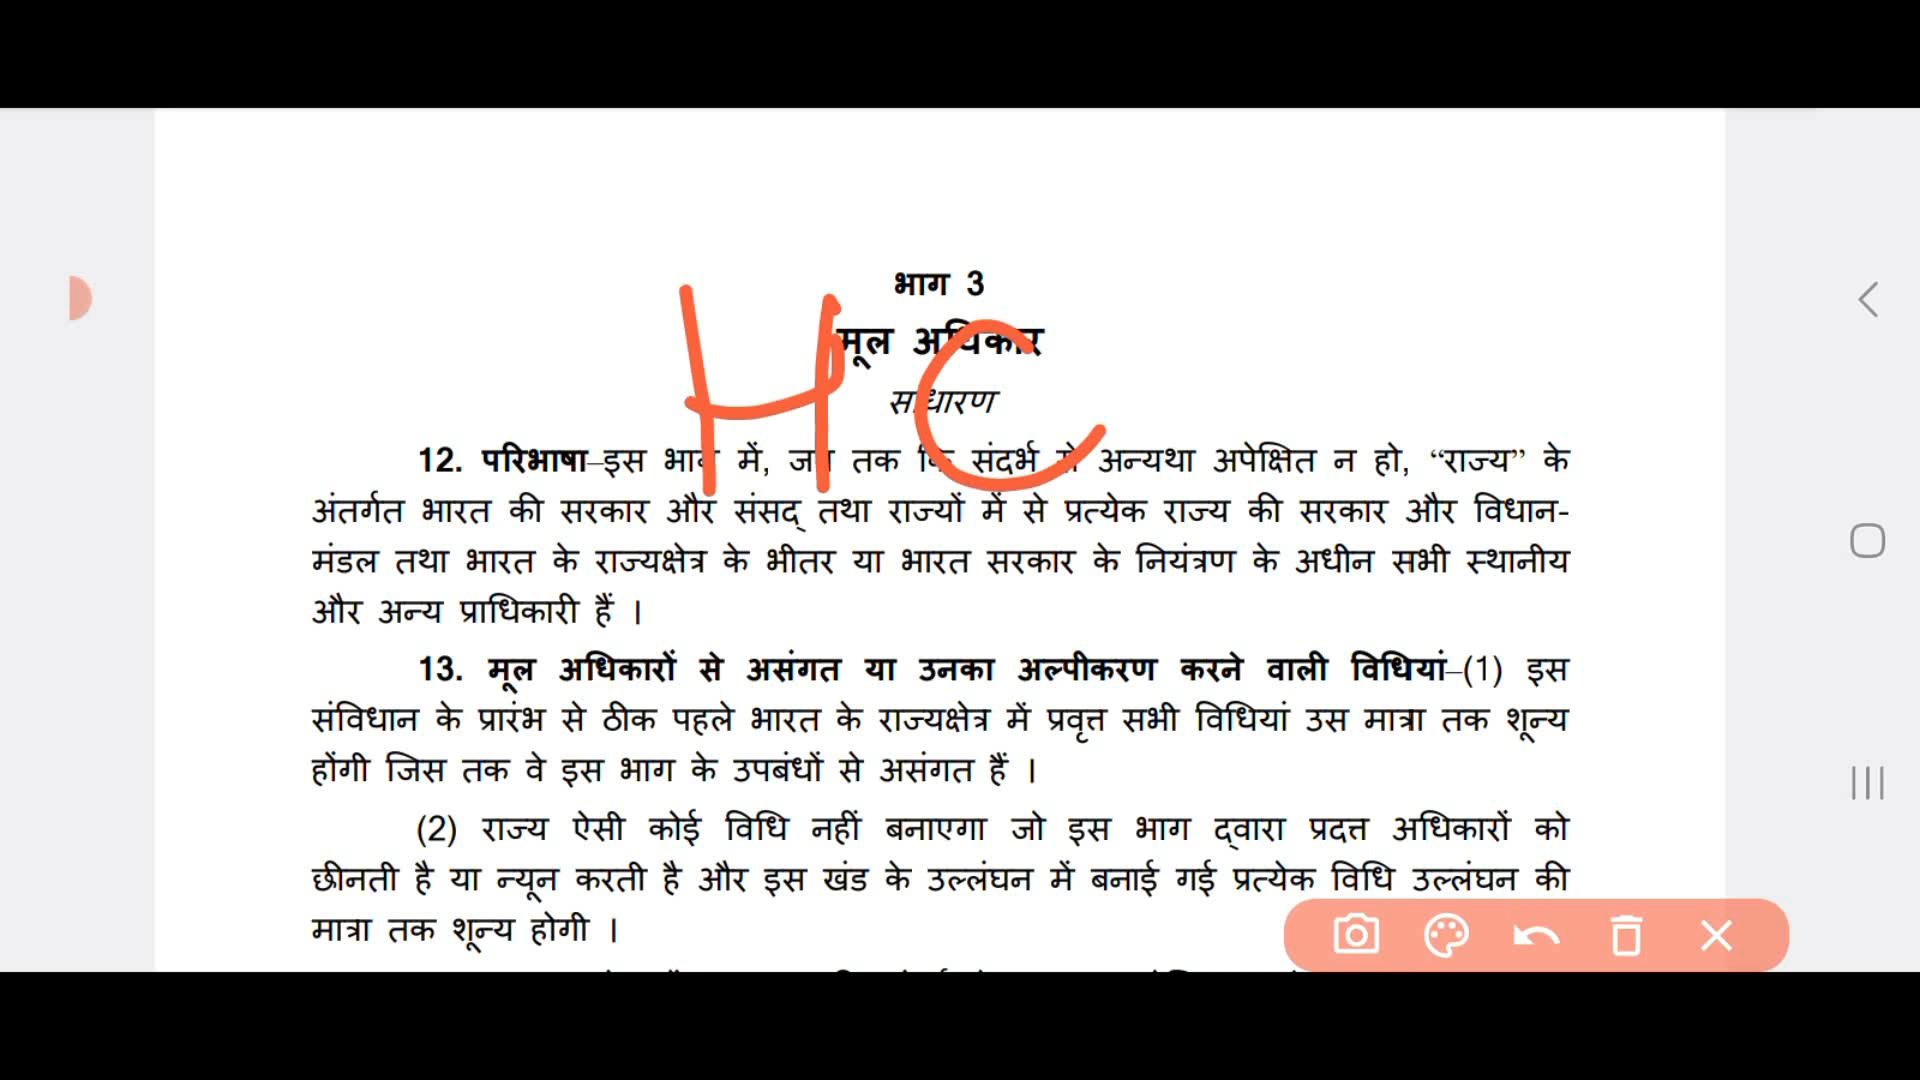 भाग 3
मूल अधिकार
साधारण
HC
12. परिभाषा–इस भाग में, जब तक कि संदर्भ से अन्यथा अपेक्षित न हो, “राज्य” के
अंतर्गत भारत की सरकार और संसद् तथा राज्यों में से प्रत्येक राज्य की सरकार और विधान-
मंडल तथा भारत के राज्यक्षेत्र के भीतर या भारत सरकार के नियंत्रण के अधीन सभी स्थानीय
और अन्य प्राधिकारी हैं ।
13. मूल अधिकारों से असंगत या उनका अल्पीकरण करने वाली विधियां–(1) इस
संविधान के प्रारंभ से ठीक पहले भारत के राज्यक्षेत्र में प्रवृत्त सभी विधियां उस मात्रा तक शून्य
होंगी जिस तक वे इस भाग के उपबंधों से असंगत हैं ।
(2) राज्य ऐसी कोई विधि नहीं बनाएगा जो इस भाग द्वारा प्रदत्त अधिकारों को
छीनती है या न्यून करती है और इस खंड के उल्लंघन में बनाई गई प्रत्येक विधि उल्लंघन की
मात्रा तक शून्य होगी ।